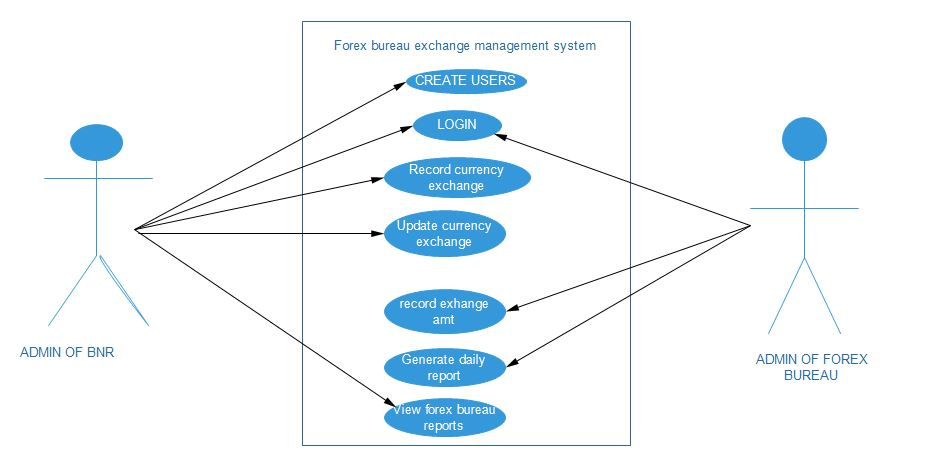 Forex bureau exchange management system
CREATE USERS
LOGIN
Record currency
exchange
Update currency
exchange
record exhange
amt
Generate daily
report
View forex bureau
reports
ADMIN OF BNR
ADMIN OF FOREX
BUREAU